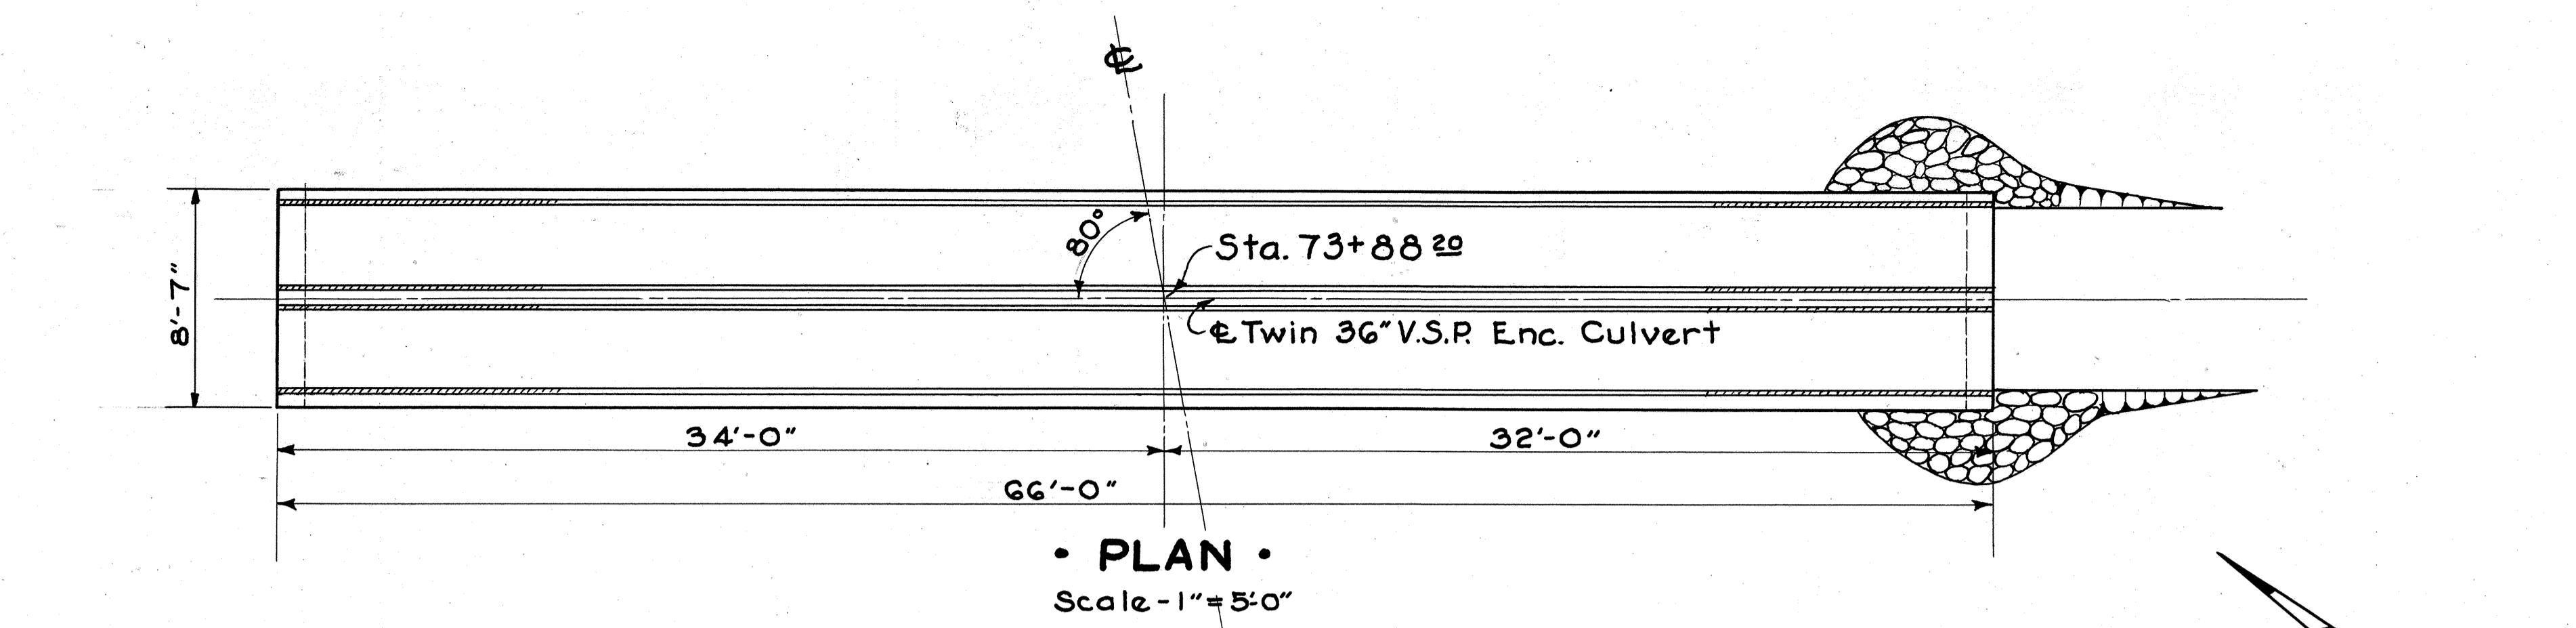 ℄
80°
Sta. 73+88 20
8'-7"
℄ Twin 36" V.S.P. Enc. Culvert
34'-0"
32'-0"
66'-0"
• PLAN •
Scale-1"=5'-0"